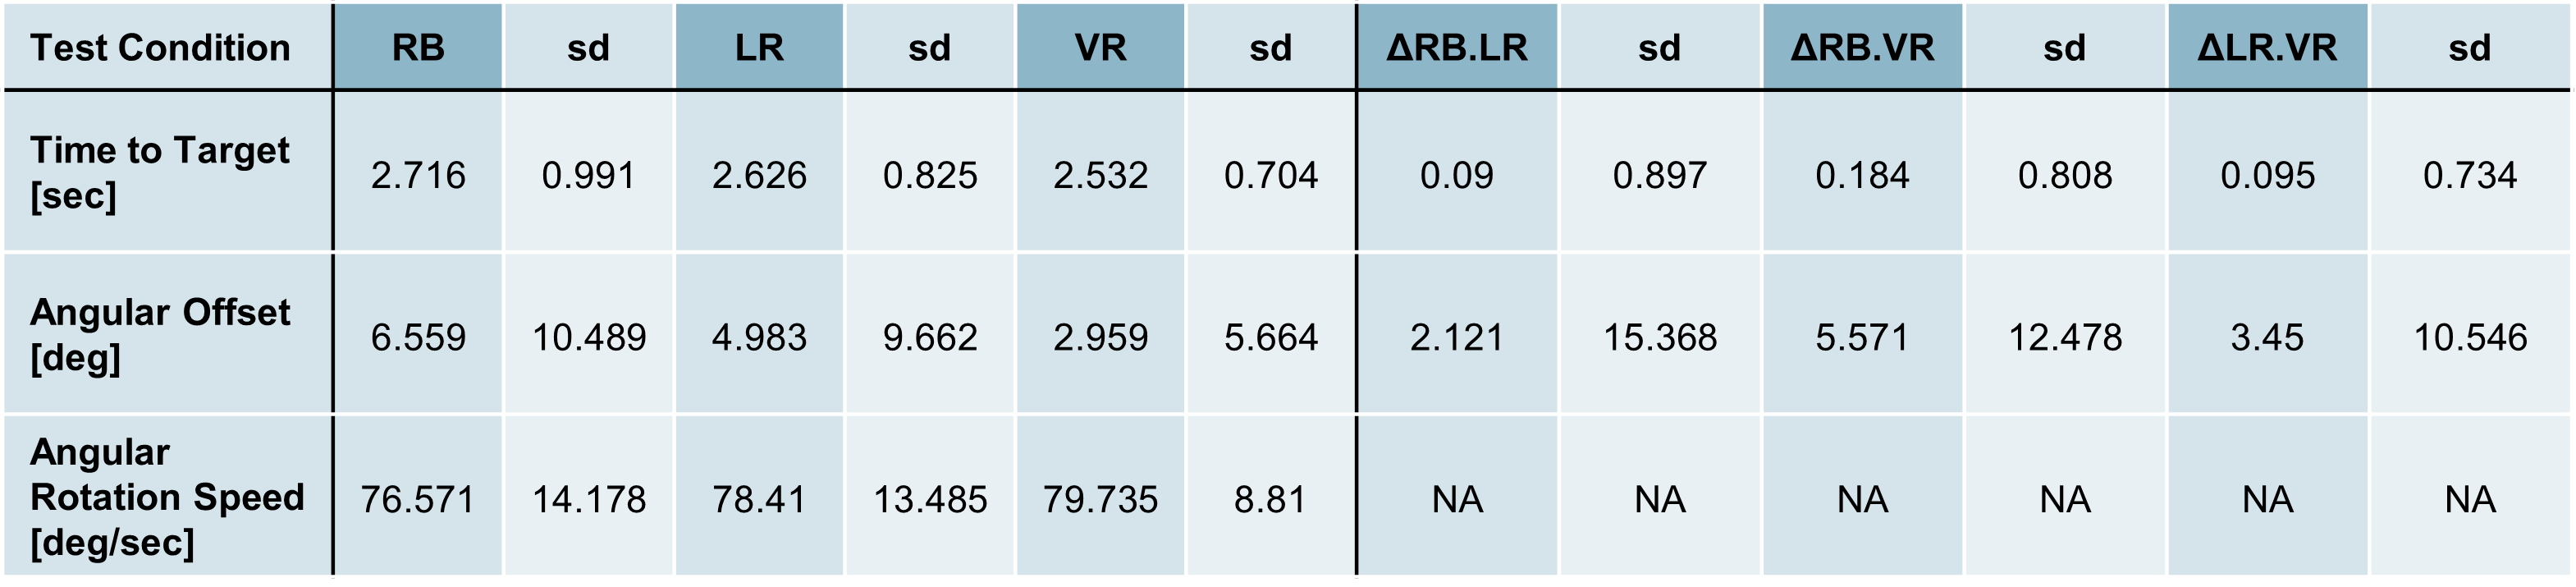 Test Condition RB sd LR sd VR sd ΔRB.LR sd ΔRB.VR sd ΔLR.VR sd
Time to Target
[sec] 2.716 0.991 2.626 0.825 2.532 0.704 0.09 0.897 0.184 0.808 0.095 0.734
Angular Offset
[deg] 6.559 10.489 4.983 9.662 2.959 5.664 2.121 15.368 5.571 12.478 3.45 10.546
Angular
Rotation Speed 76.571 14.178 78.41 13.485 79.735 8.81 NA NA NA NA NA NA
[deg/sec]